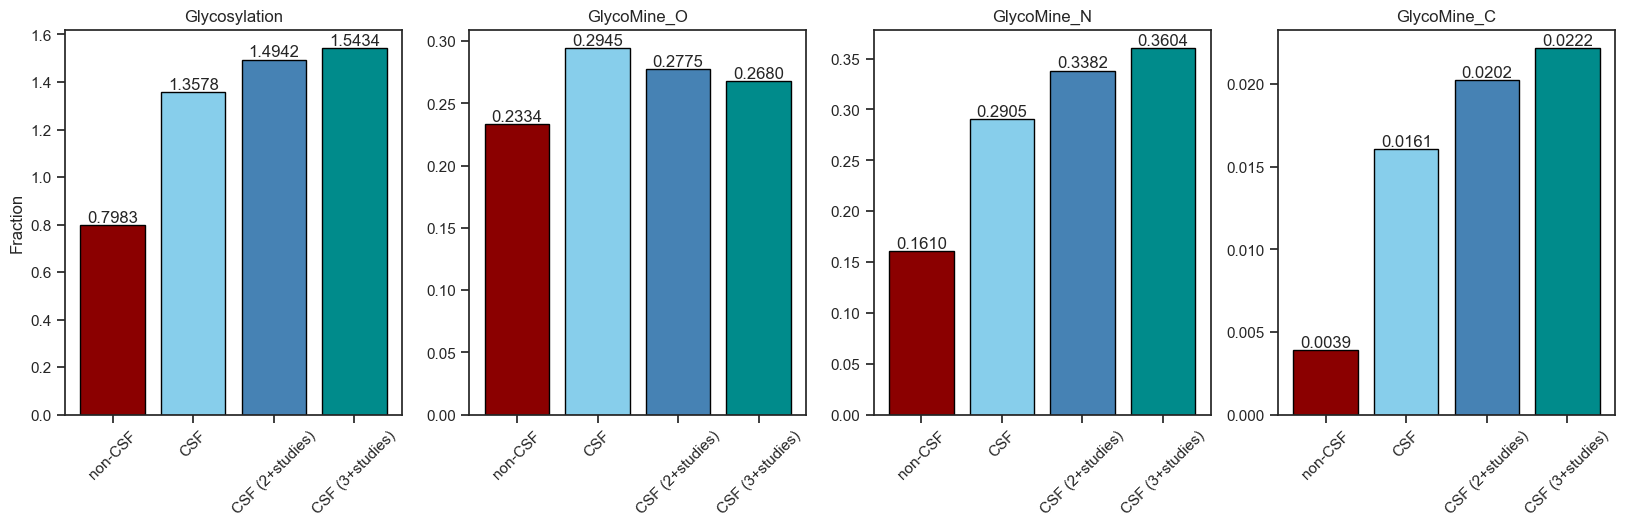 Glycosylation
Fraction
1.6
1.4
1.2
1.0
0.8
0.6
0.4
0.2
0.0
0.7983
1.3578
1.4942
1.5434
non-CSF
CSF
CSF (2+studies)
CSF (3+studies)
GlycoMine_O
0.30
0.25
0.20
0.15
0.10
0.05
0.00
0.2334
0.2945
0.2775
0.2680
non-CSF
CSF
CSF (2+studies)
CSF (3+studies)
GlycoMine_N
0.35
0.30
0.25
0.20
0.15
0.10
0.05
0.00
0.1610
0.2905
0.3382
0.3604
non-CSF
CSF
CSF (2+studies)
CSF (3+studies)
GlycoMine_C
0.020
0.015
0.010
0.005
0.000
0.0039
0.0161
0.0202
0.0222
non-CSF
CSF
CSF (2+studies)
CSF (3+studies)